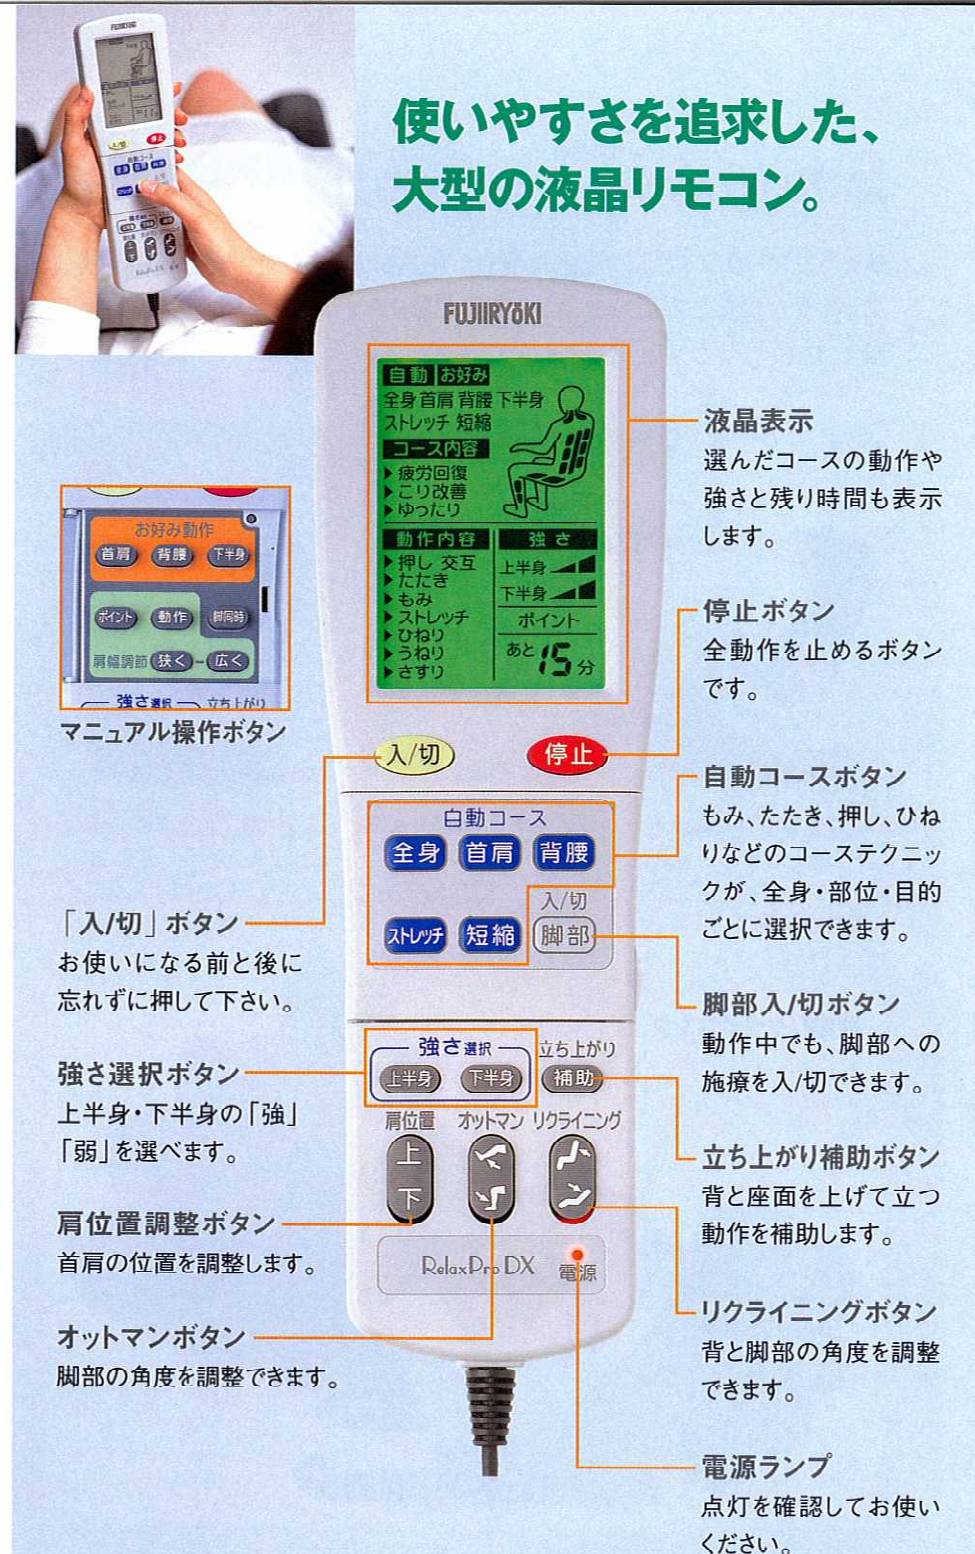 使いやすさを追求した、
大型の液晶リモコン。
FUJIIRYŌKI
自動 お好み
全身 首肩 背腰 下半身
ストレッチ 短縮
コース内容
疲労回復
こり改善
ゆったり
動作内容
押し 交互
たたき
もみ
ストレッチ
ひねり
うねり
さすり
強さ
上半身
下半身
ポイント
あと 15 分
入/切
停止
自動コース
全身 首肩 背腰
入/切
ストレッチ 短縮 脚部
強さ選択 立ち上がり
上半身 下半身 補助
肩位置 オットマン リクライニング
上
下
RelaxPro DX 電源
お好み動作
首肩 背腰 下半身
ポイント 動作 脚同時
肩幅調節 狭く - 広く
強さ選択 立ち上がり
マニュアル操作ボタン
「入/切」ボタン
お使いになる前と後に
忘れずに押して下さい。
強さ選択ボタン
上半身・下半身の「強」
「弱」を選べます。
肩位置調整ボタン
首肩の位置を調整します。
オットマンボタン
脚部の角度を調整できます。
液晶表示
選んだコースの動作や
強さと残り時間も表示
します。
停止ボタン
全動作を止めるボタン
です。
自動コースボタン
もみ、たたき、押し、ひね
りなどのコーステクニッ
クが、全身・部位・目的
ごとに選択できます。
脚部入/切ボタン
動作中でも、脚部への
施療を入/切できます。
立ち上がり補助ボタン
背と座面を上げて立つ
動作を補助します。
リクライニングボタン
背と脚部の角度を調整
できます。
電源ランプ
点灯を確認してお使い
ください。